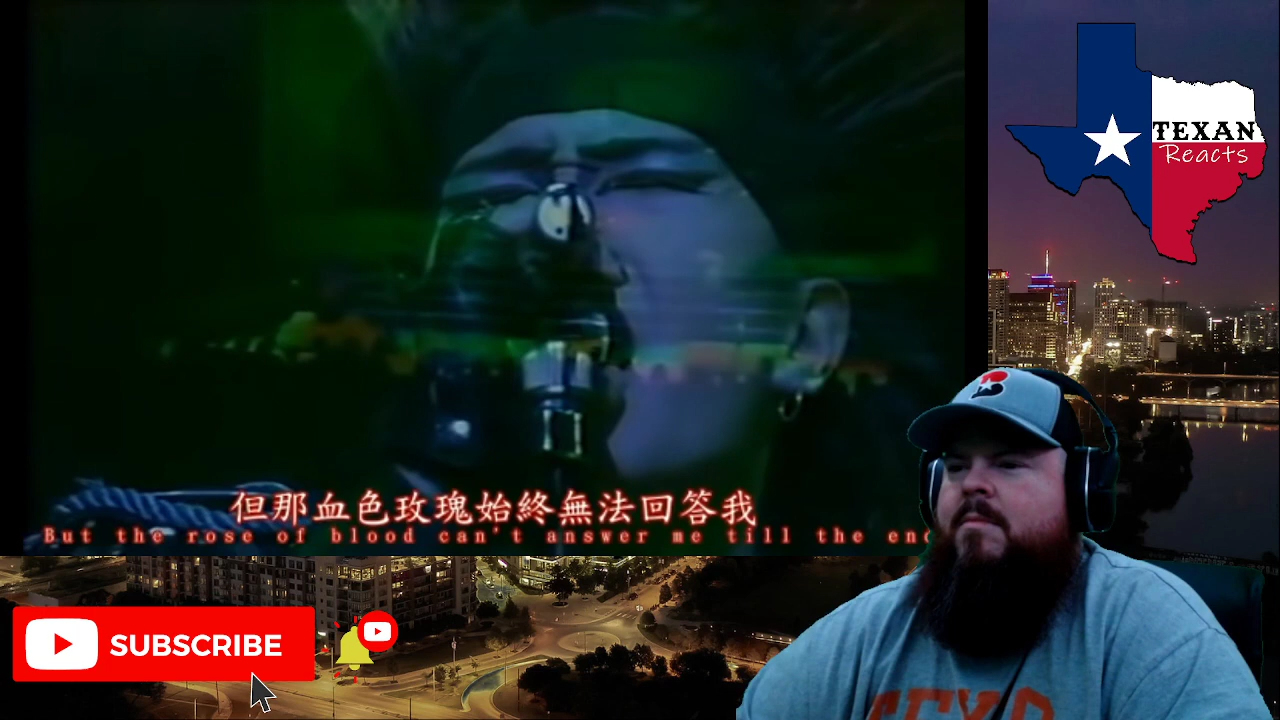 TEXAN
Reacts
但那血色玫瑰始終無法回答我
But the rose of blood can't answer me till the end
SUBSCRIBE